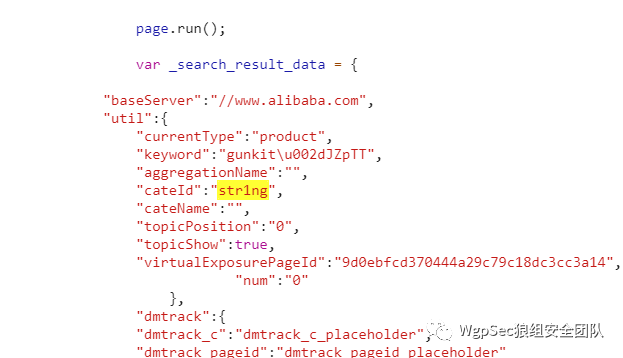 page.run();
var _search_result_data = {
"baseServer":"//www.alibaba.com",
"util":{
"currentType":"product",
"keyword":"gunkit\u002dJZpTT",
"aggregationName":"",
"cateId":"str1ng",
"cateName":"",
"topicPosition":"0",
"topicShow":true,
"virtualExposurePageId":"9d0ebfcd370444a29c79c18dc3cc3a14",
"num":"0"
},
"dmtrack":{
"dmtrack_c":"dmtrack_c_placeholder",
"dmtrack_pageid":"dmtrack_pageid_placeholder"
WgpSec狼组安全团队